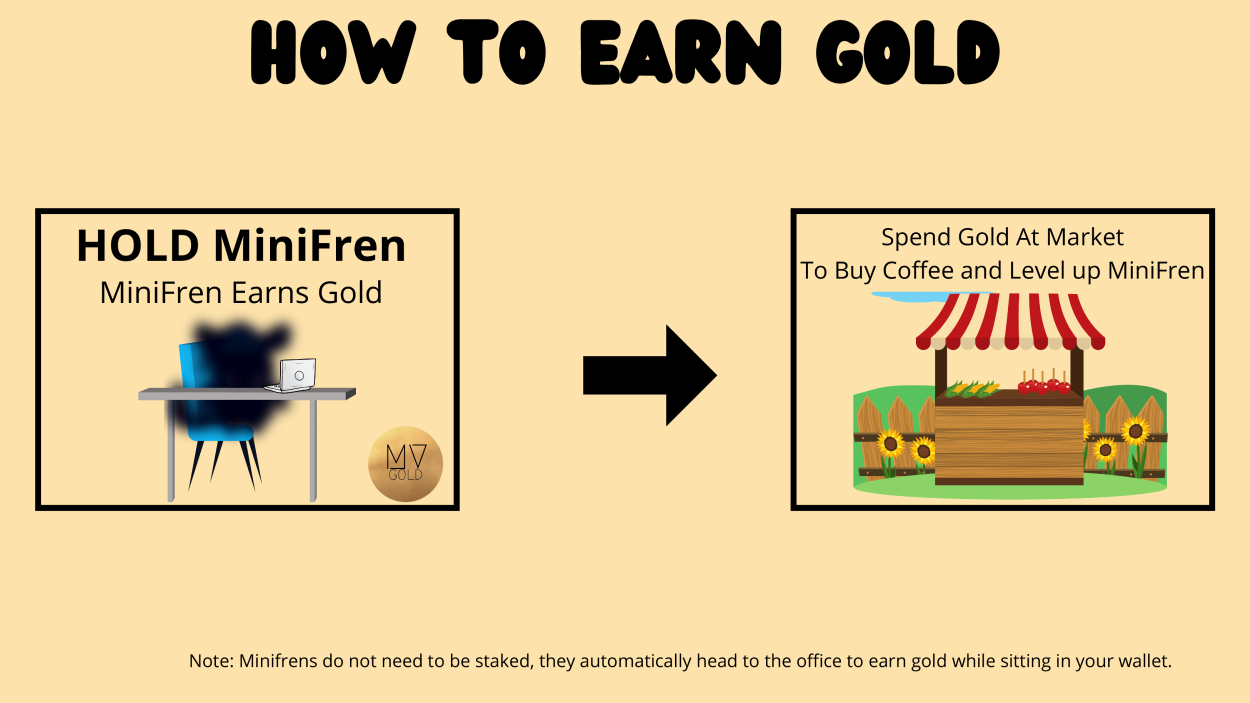 HOW TO EARN GOLD
HOLD MiniFren
MiniFren Earns Gold
MV
GOLD
Spend Gold At Market
To Buy Coffee and Level up MiniFren
Note: Minifrens do not need to be staked, they automatically head to the office to earn gold while sitting in your wallet.